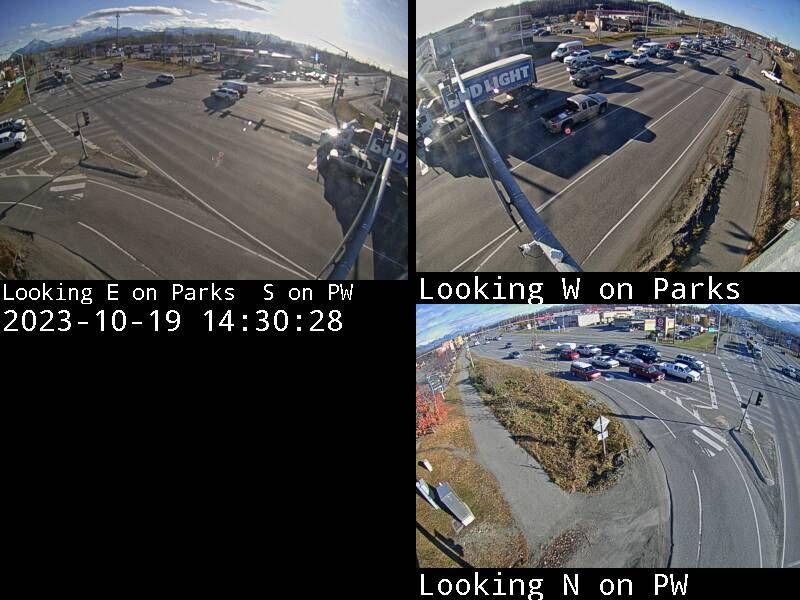 BUD
BUD LIGHT
Looking E on Parks  S on PW
2023-10-19 14:30:28
Looking W on Parks
Looking N on PW